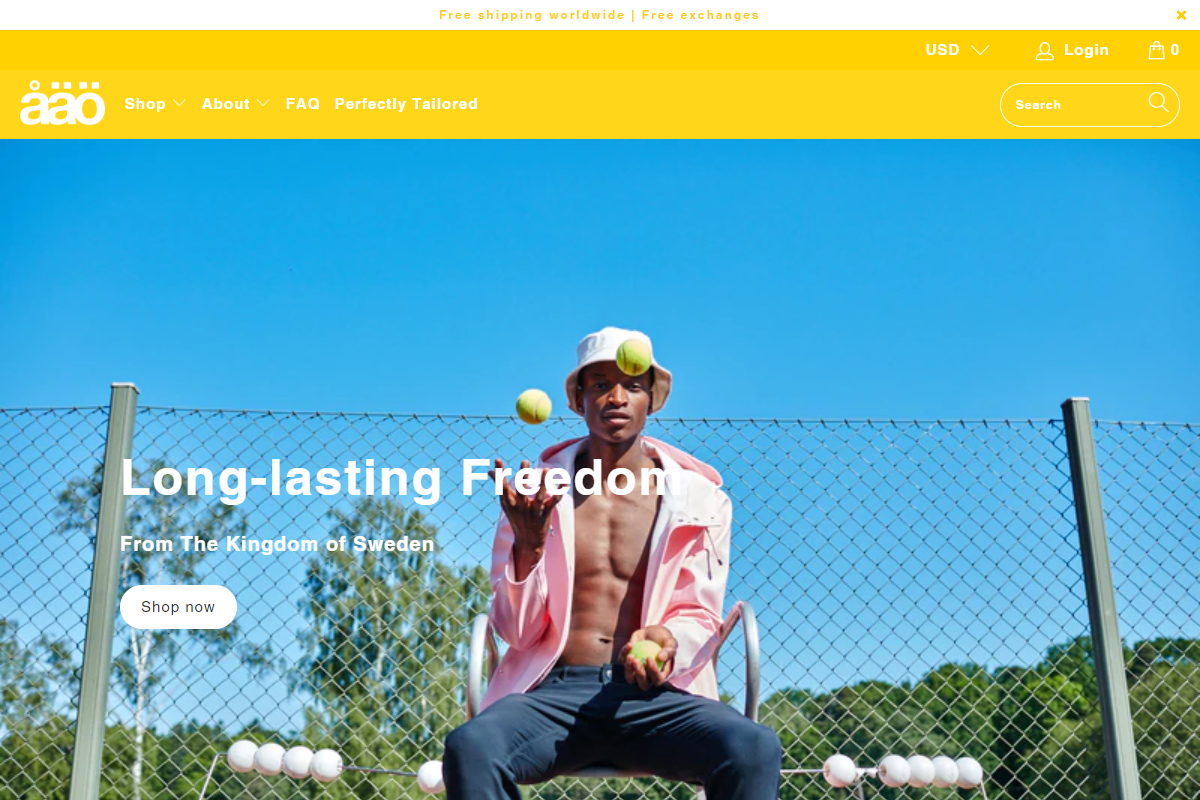 Free shipping worldwide | Free exchanges
USD
Login
0
åäö
Shop
About
FAQ
Perfectly Tailored
Search
Long-lasting Freedom
From The Kingdom of Sweden
Shop now